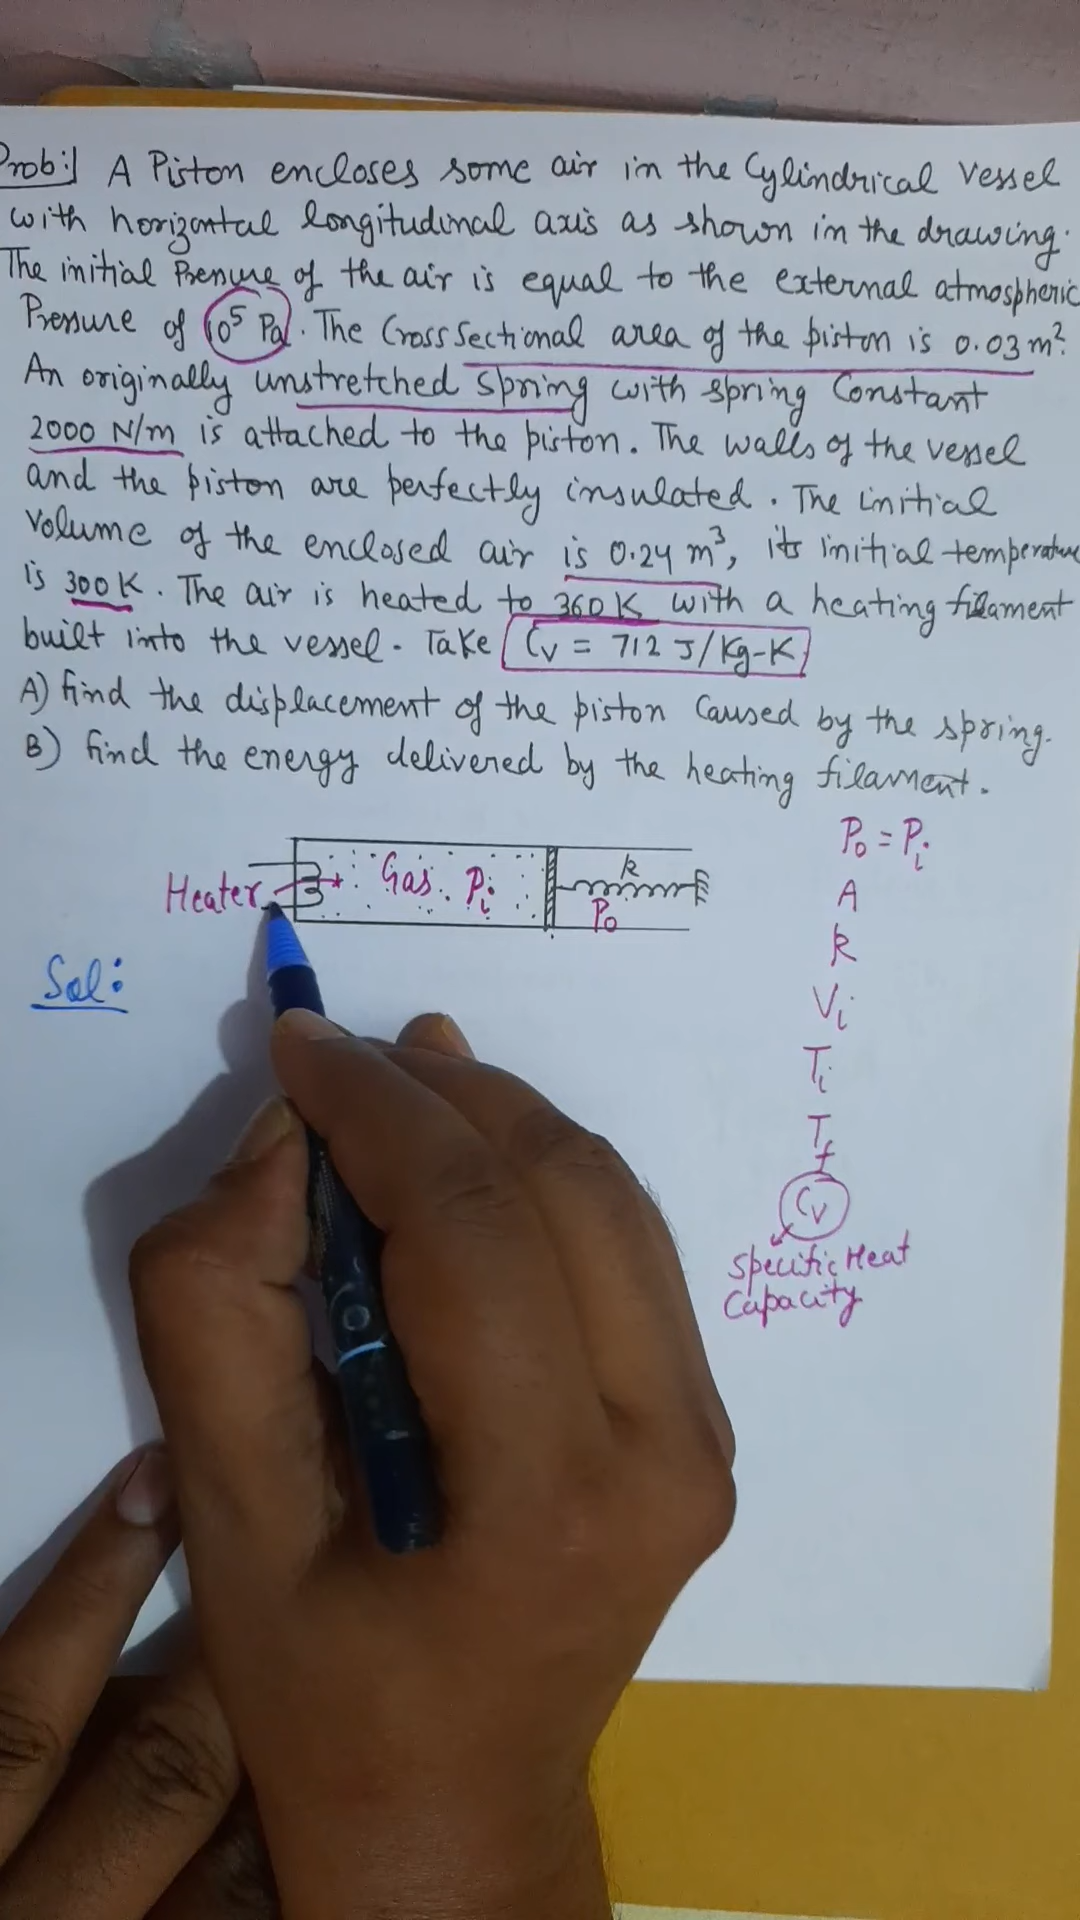 Prob:1 A Piston encloses some air in the Cylindrical vessel
with horizontal longitudinal axis as shown in the drawing.
The initial Pressure of the air is equal to the external atmospheric
Pressure of 10⁵ Pa. The Cross Sectional area of the piston is 0.03 m².
An originally unstretched spring with spring Constant
2000 N/m is attached to the piston. The walls of the vessel
and the piston are perfectly insulated. The initial
volume of the enclosed air is 0.24 m³, its initial temperature
is 300 K. The air is heated to 360 K with a heating filament
built into the vessel. Take Cv = 712 J/Kg-K
A) find the displacement of the piston caused by the spring.
B) find the energy delivered by the heating filament.
Heater
Gas Pi
k
P₀
P₀ = Pi
A
k
Vi
Ti
Tf
Cv
Specific Heat
Capacity
Sol: